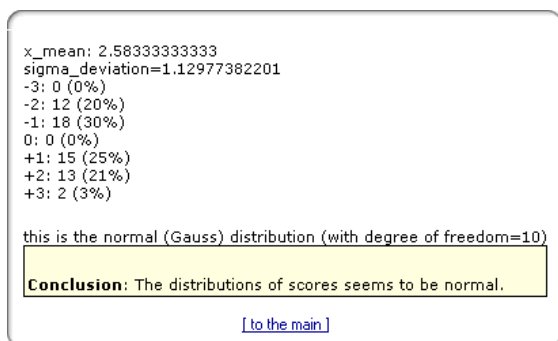 x_mean: 2.58333333333
sigma_deviation=1.12977382201
-3: 0 (0%)
-2: 12 (20%)
-1: 18 (30%)
0: 0 (0%)
+1: 15 (25%)
+2: 13 (21%)
+3: 2 (3%)
this is the normal (Gauss) distribution (with degree of freedom=10)
Conclusion: The distributions of scores seems to be normal.
[ to the main ]